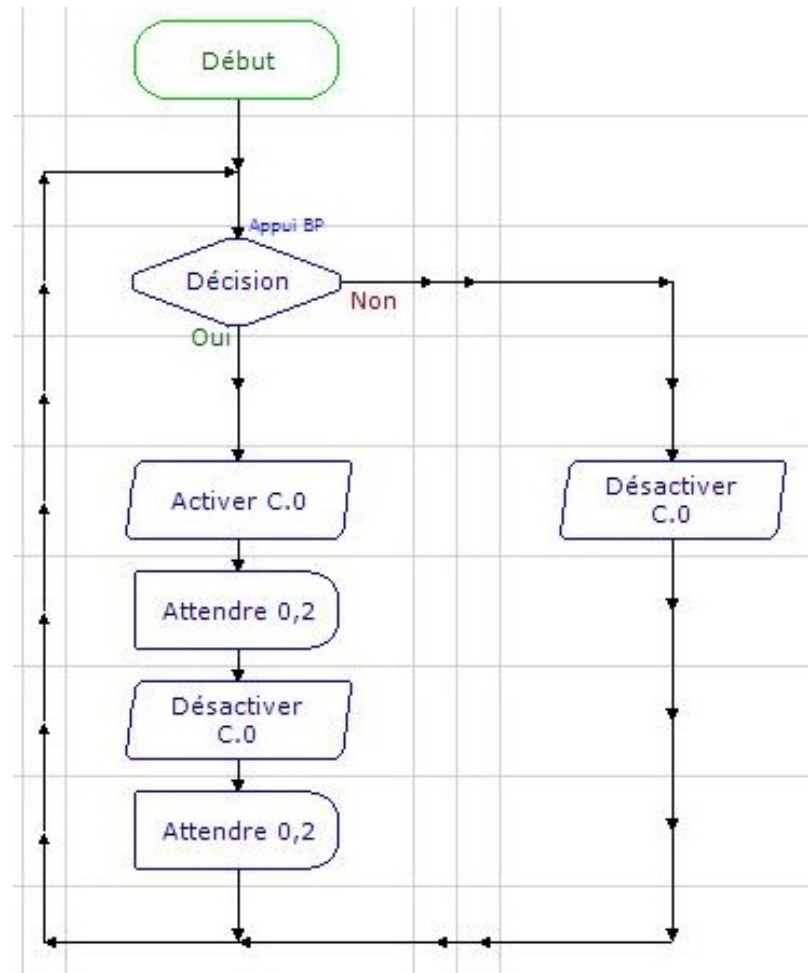 Début
Appui BP
Décision
Non
Oui
Activer C.0
Désactiver
C.0
Attendre 0,2
Désactiver
C.0
Attendre 0,2